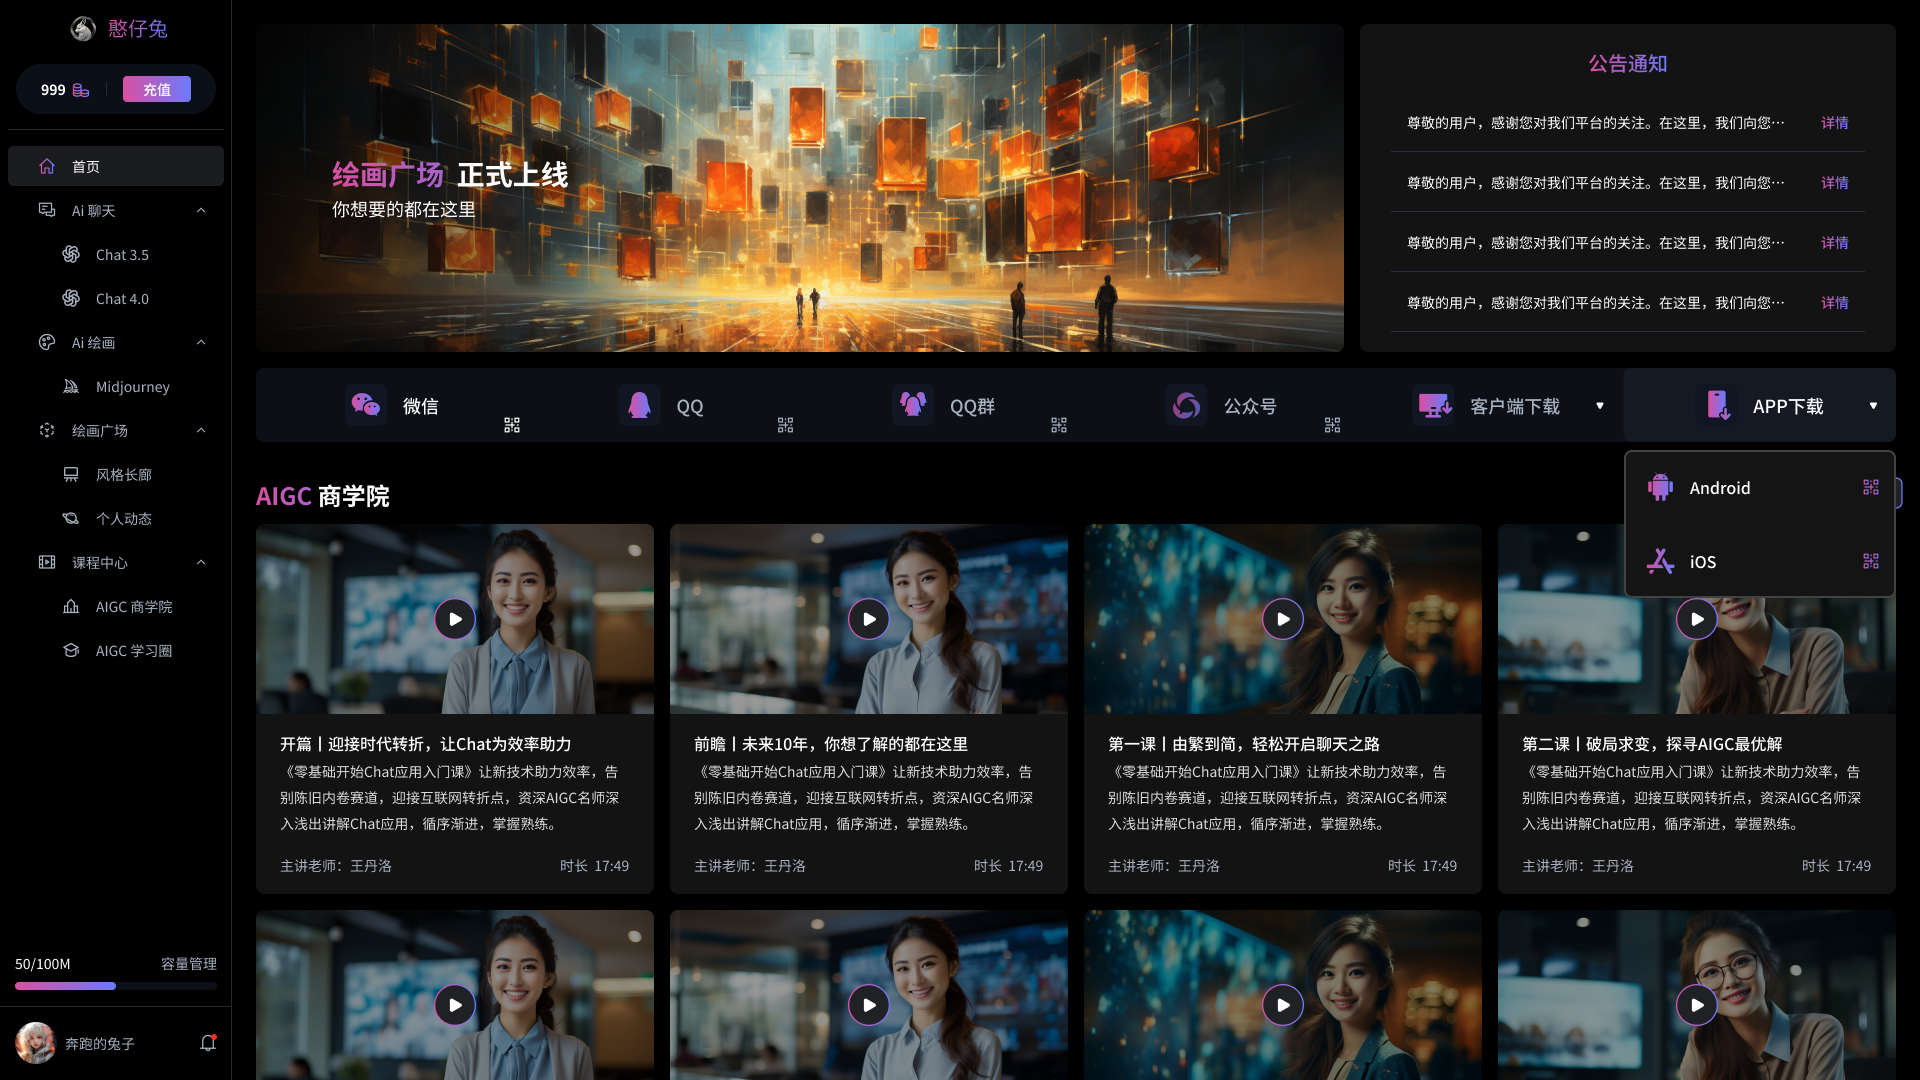 憨仔兔
999
充值
首页
Ai 聊天
Chat 3.5
Chat 4.0
Ai 绘画
Midjourney
绘画广场
风格长廊
个人动态
课程中心
AIGC 商学院
AIGC 学习圈
50/100M
容量管理
奔跑的兔子
绘画广场 正式上线
你想要的都在这里
公告通知
尊敬的用户，感谢您对我们平台的关注。在这里，我们向您… 详情
尊敬的用户，感谢您对我们平台的关注。在这里，我们向您… 详情
尊敬的用户，感谢您对我们平台的关注。在这里，我们向您… 详情
尊敬的用户，感谢您对我们平台的关注。在这里，我们向您… 详情
微信
QQ
QQ群
公众号
客户端下载
APP下载
Android
iOS
AIGC 商学院
开篇丨迎接时代转折，让Chat为效率助力
《零基础开始Chat应用入门课》让新技术助力效率，告
别陈旧内卷赛道，迎接互联网转折点，资深AIGC名师深
入浅出讲解Chat应用，循序渐进，掌握熟练。
主讲老师：王丹洛
时长 17:49
前瞻丨未来10年，你想了解的都在这里
《零基础开始Chat应用入门课》让新技术助力效率，告
别陈旧内卷赛道，迎接互联网转折点，资深AIGC名师深
入浅出讲解Chat应用，循序渐进，掌握熟练。
主讲老师：王丹洛
时长 17:49
第一课丨由繁到简，轻松开启聊天之路
《零基础开始Chat应用入门课》让新技术助力效率，告
别陈旧内卷赛道，迎接互联网转折点，资深AIGC名师深
入浅出讲解Chat应用，循序渐进，掌握熟练。
主讲老师：王丹洛
时长 17:49
第二课丨破局求变，探寻AIGC最优解
《零基础开始Chat应用入门课》让新技术助力效率，告
别陈旧内卷赛道，迎接互联网转折点，资深AIGC名师深
入浅出讲解Chat应用，循序渐进，掌握熟练。
主讲老师：王丹洛
时长 17:49